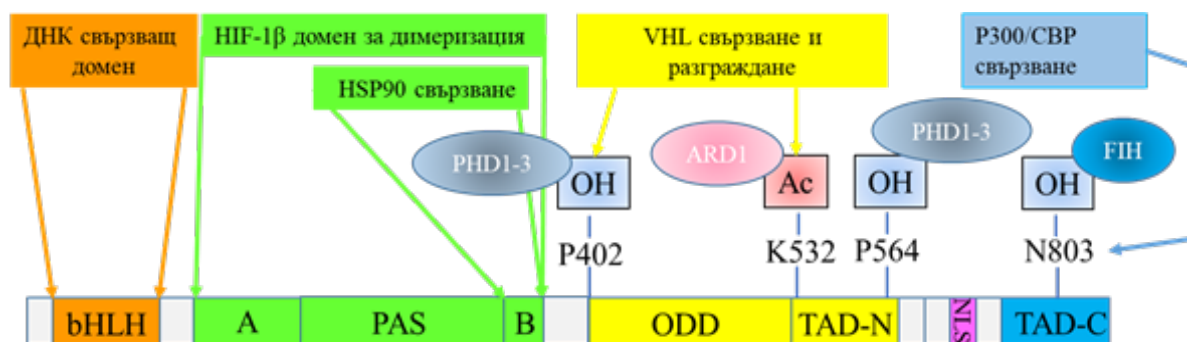 ДНК свързващ
домен
HIF-1β домен за димеризация
HSP90 свързване
VHL свързване и
разграждане
P300/CBP
свързване
PHD1-3
OH
ARD1
Ac
OH
PHD1-3
OH
FIH
P402
K532
P564
N803
bHLH
A
PAS
B
ODD
TAD-N
NLS
TAD-C